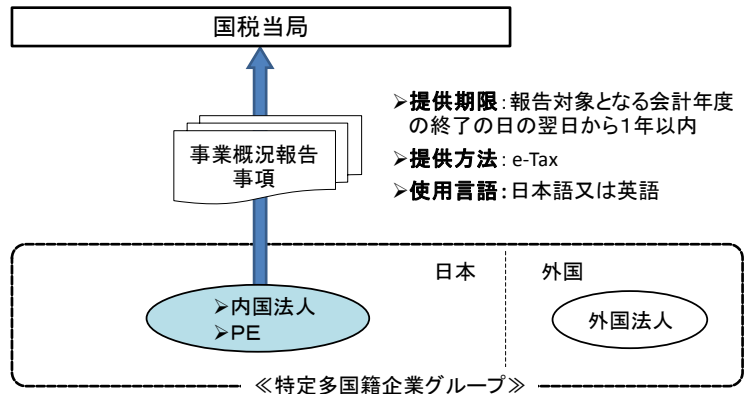 国税当局
➢提供期限：報告対象となる会計年度
の終了の日の翌日から１年以内
➢提供方法：e-Tax
➢使用言語：日本語又は英語
事業概況報告
事項
日本
外国
➢内国法人
➢ＰＥ
外国法人
≪特定多国籍企業グループ≫